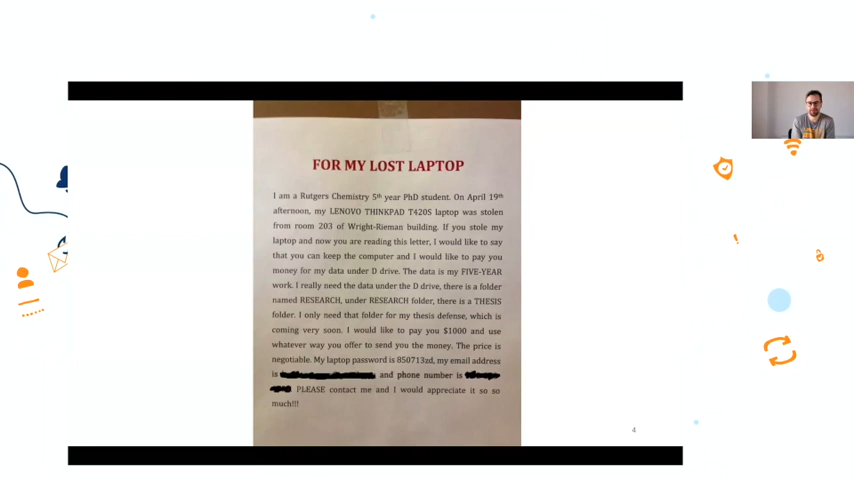 FOR MY LOST LAPTOP
I am a Rutgers Chemistry 5th year PhD student. On April 19th
afternoon, my LENOVO THINKPAD T420S laptop was stolen
from room 203 of Wright-Rieman building. If you stole my
laptop and now you are reading this letter, I would like to say
that you can keep the computer and I would like to pay you
money for my data under D drive. The data is my FIVE-YEAR
work. I really need the data under the D drive, there is a folder
named RESEARCH, under RESEARCH folder, there is a THESIS
folder. I only need that folder for my thesis defense, which is
coming very soon. I would like to pay you $1000 and use
whatever way you offer to send you the money. The price is
negotiable. My laptop password is 850713zd, my email address
is and phone number is
PLEASE contact me and I would appreciate it so so
much!!!
4